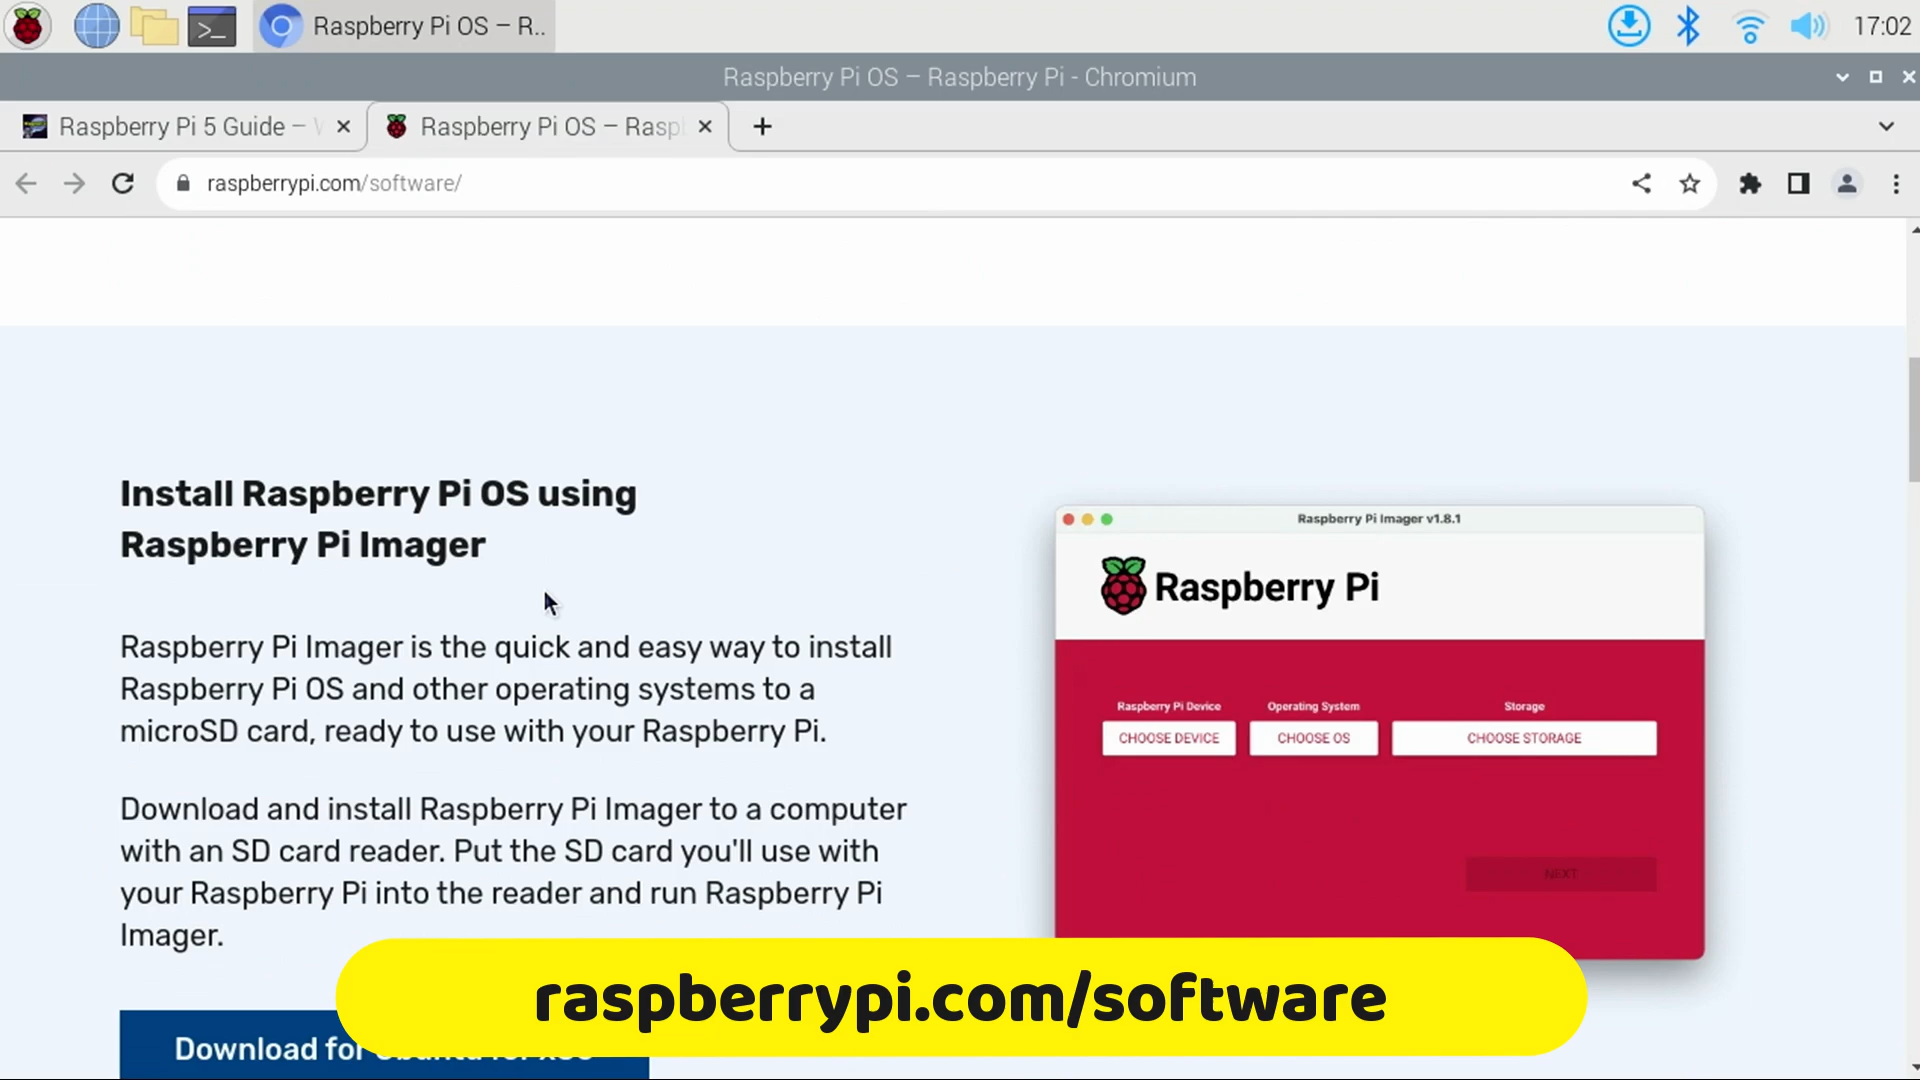 Raspberry Pi OS – R..
17:02
Raspberry Pi OS – Raspberry Pi - Chromium
Raspberry Pi 5 Guide –
Raspberry Pi OS – Rasp
raspberrypi.com/software/
Install Raspberry Pi OS using
Raspberry Pi Imager
Raspberry Pi Imager is the quick and easy way to install
Raspberry Pi OS and other operating systems to a
microSD card, ready to use with your Raspberry Pi.
Download and install Raspberry Pi Imager to a computer
with an SD card reader. Put the SD card you'll use with
your Raspberry Pi into the reader and run Raspberry Pi
Imager.
Download for Ubuntu for x86
Raspberry Pi Imager v1.8.1
Raspberry Pi
Raspberry Pi Device
Operating System
Storage
CHOOSE DEVICE
CHOOSE OS
CHOOSE STORAGE
NEXT
raspberrypi.com/software